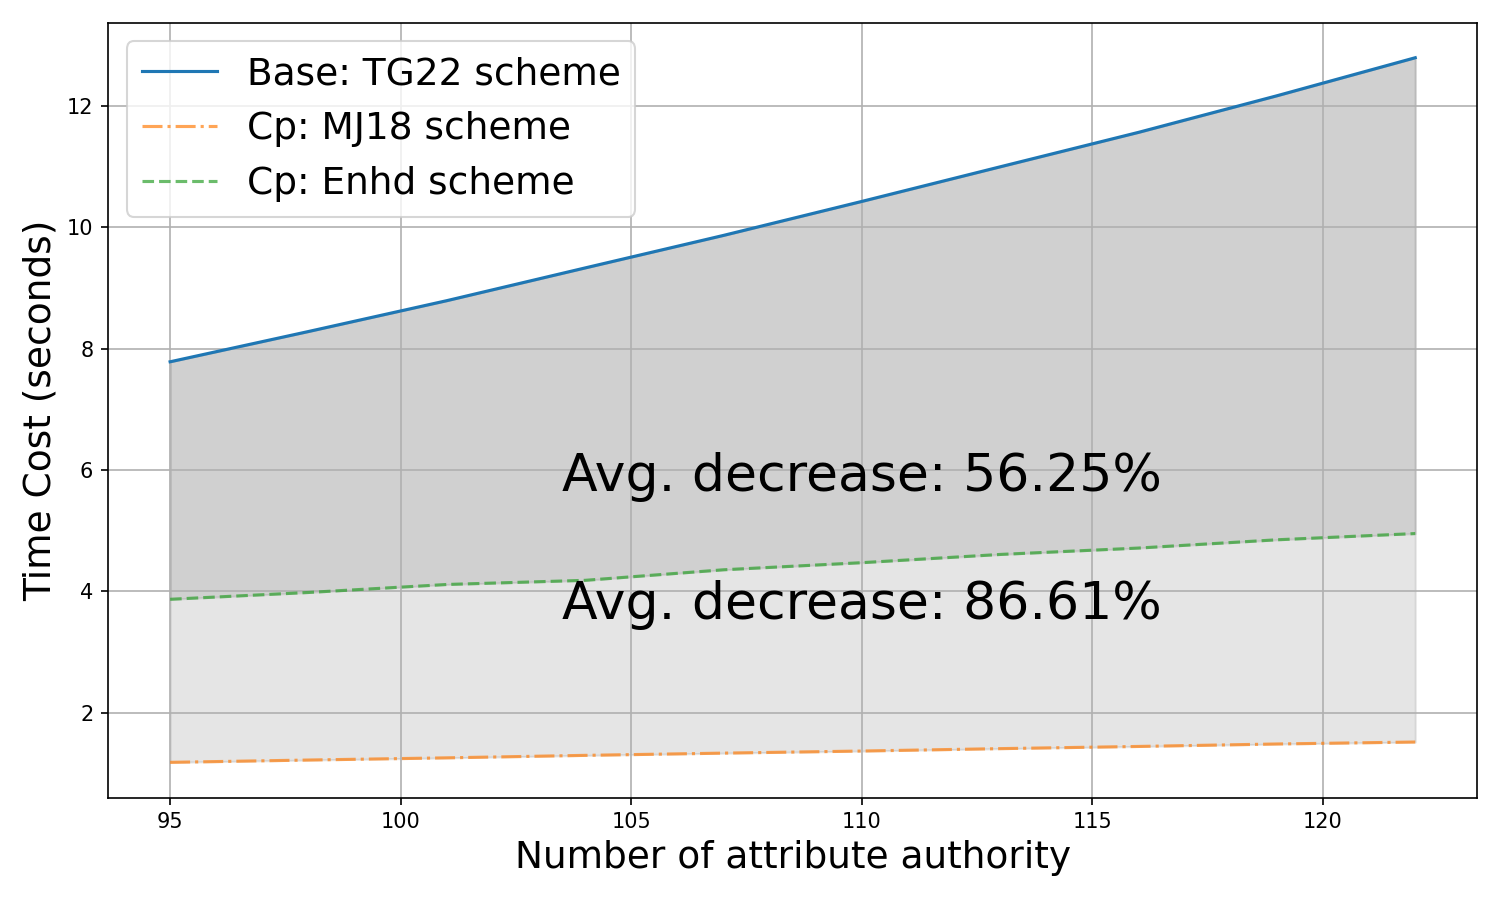 Base: TG22 scheme
Cp: MJ18 scheme
Cp: Enhd scheme
Time Cost (seconds)
12
10
8
6
4
2
Avg. decrease: 56.25%
Avg. decrease: 86.61%
95 100 105 110 115 120
Number of attribute authority